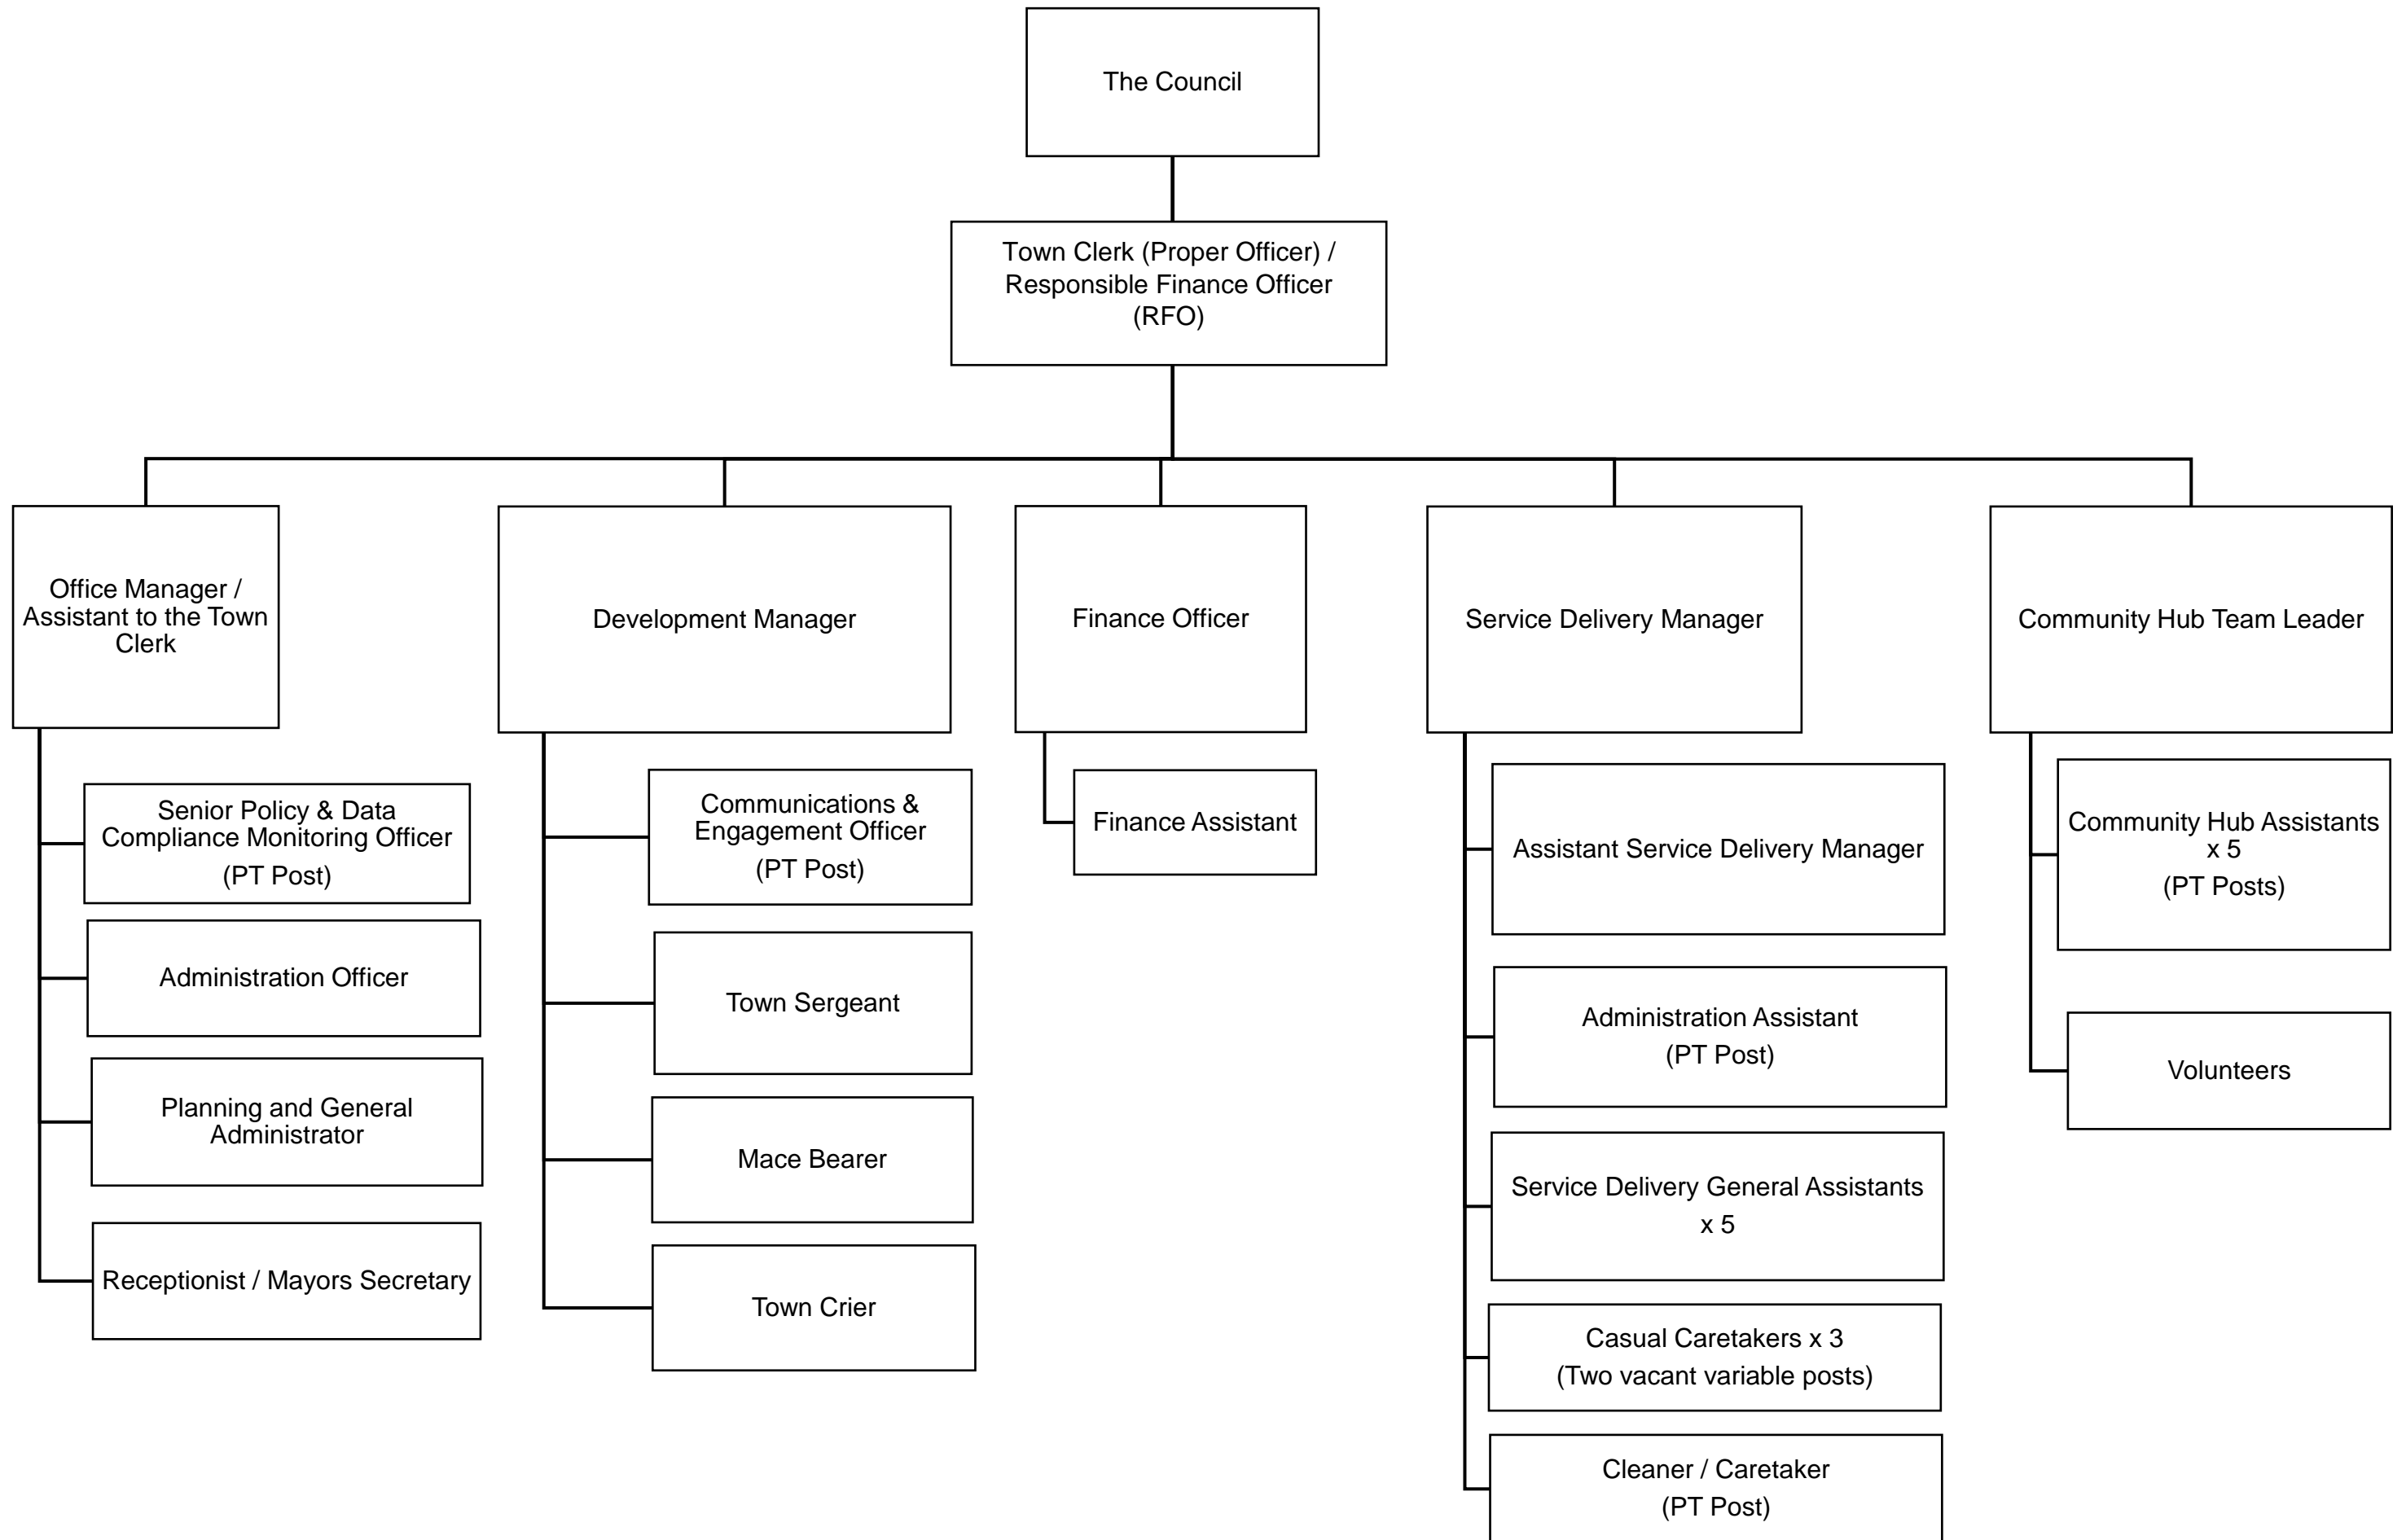 The Council
Town Clerk (Proper Officer) /
Responsible Finance Officer
(RFO)
Office Manager /
Assistant to the Town
Clerk
Development Manager
Finance Officer
Service Delivery Manager
Community Hub Team Leader
Senior Policy & Data
Compliance Monitoring Officer
(PT Post)
Administration Officer
Planning and General
Administrator
Receptionist / Mayors Secretary
Communications &
Engagement Officer
(PT Post)
Town Sergeant
Mace Bearer
Town Crier
Finance Assistant
Assistant Service Delivery Manager
Administration Assistant
(PT Post)
Service Delivery General Assistants
x 5
Casual Caretakers x 3
(Two vacant variable posts)
Cleaner / Caretaker
(PT Post)
Community Hub Assistants
x 5
(PT Posts)
Volunteers